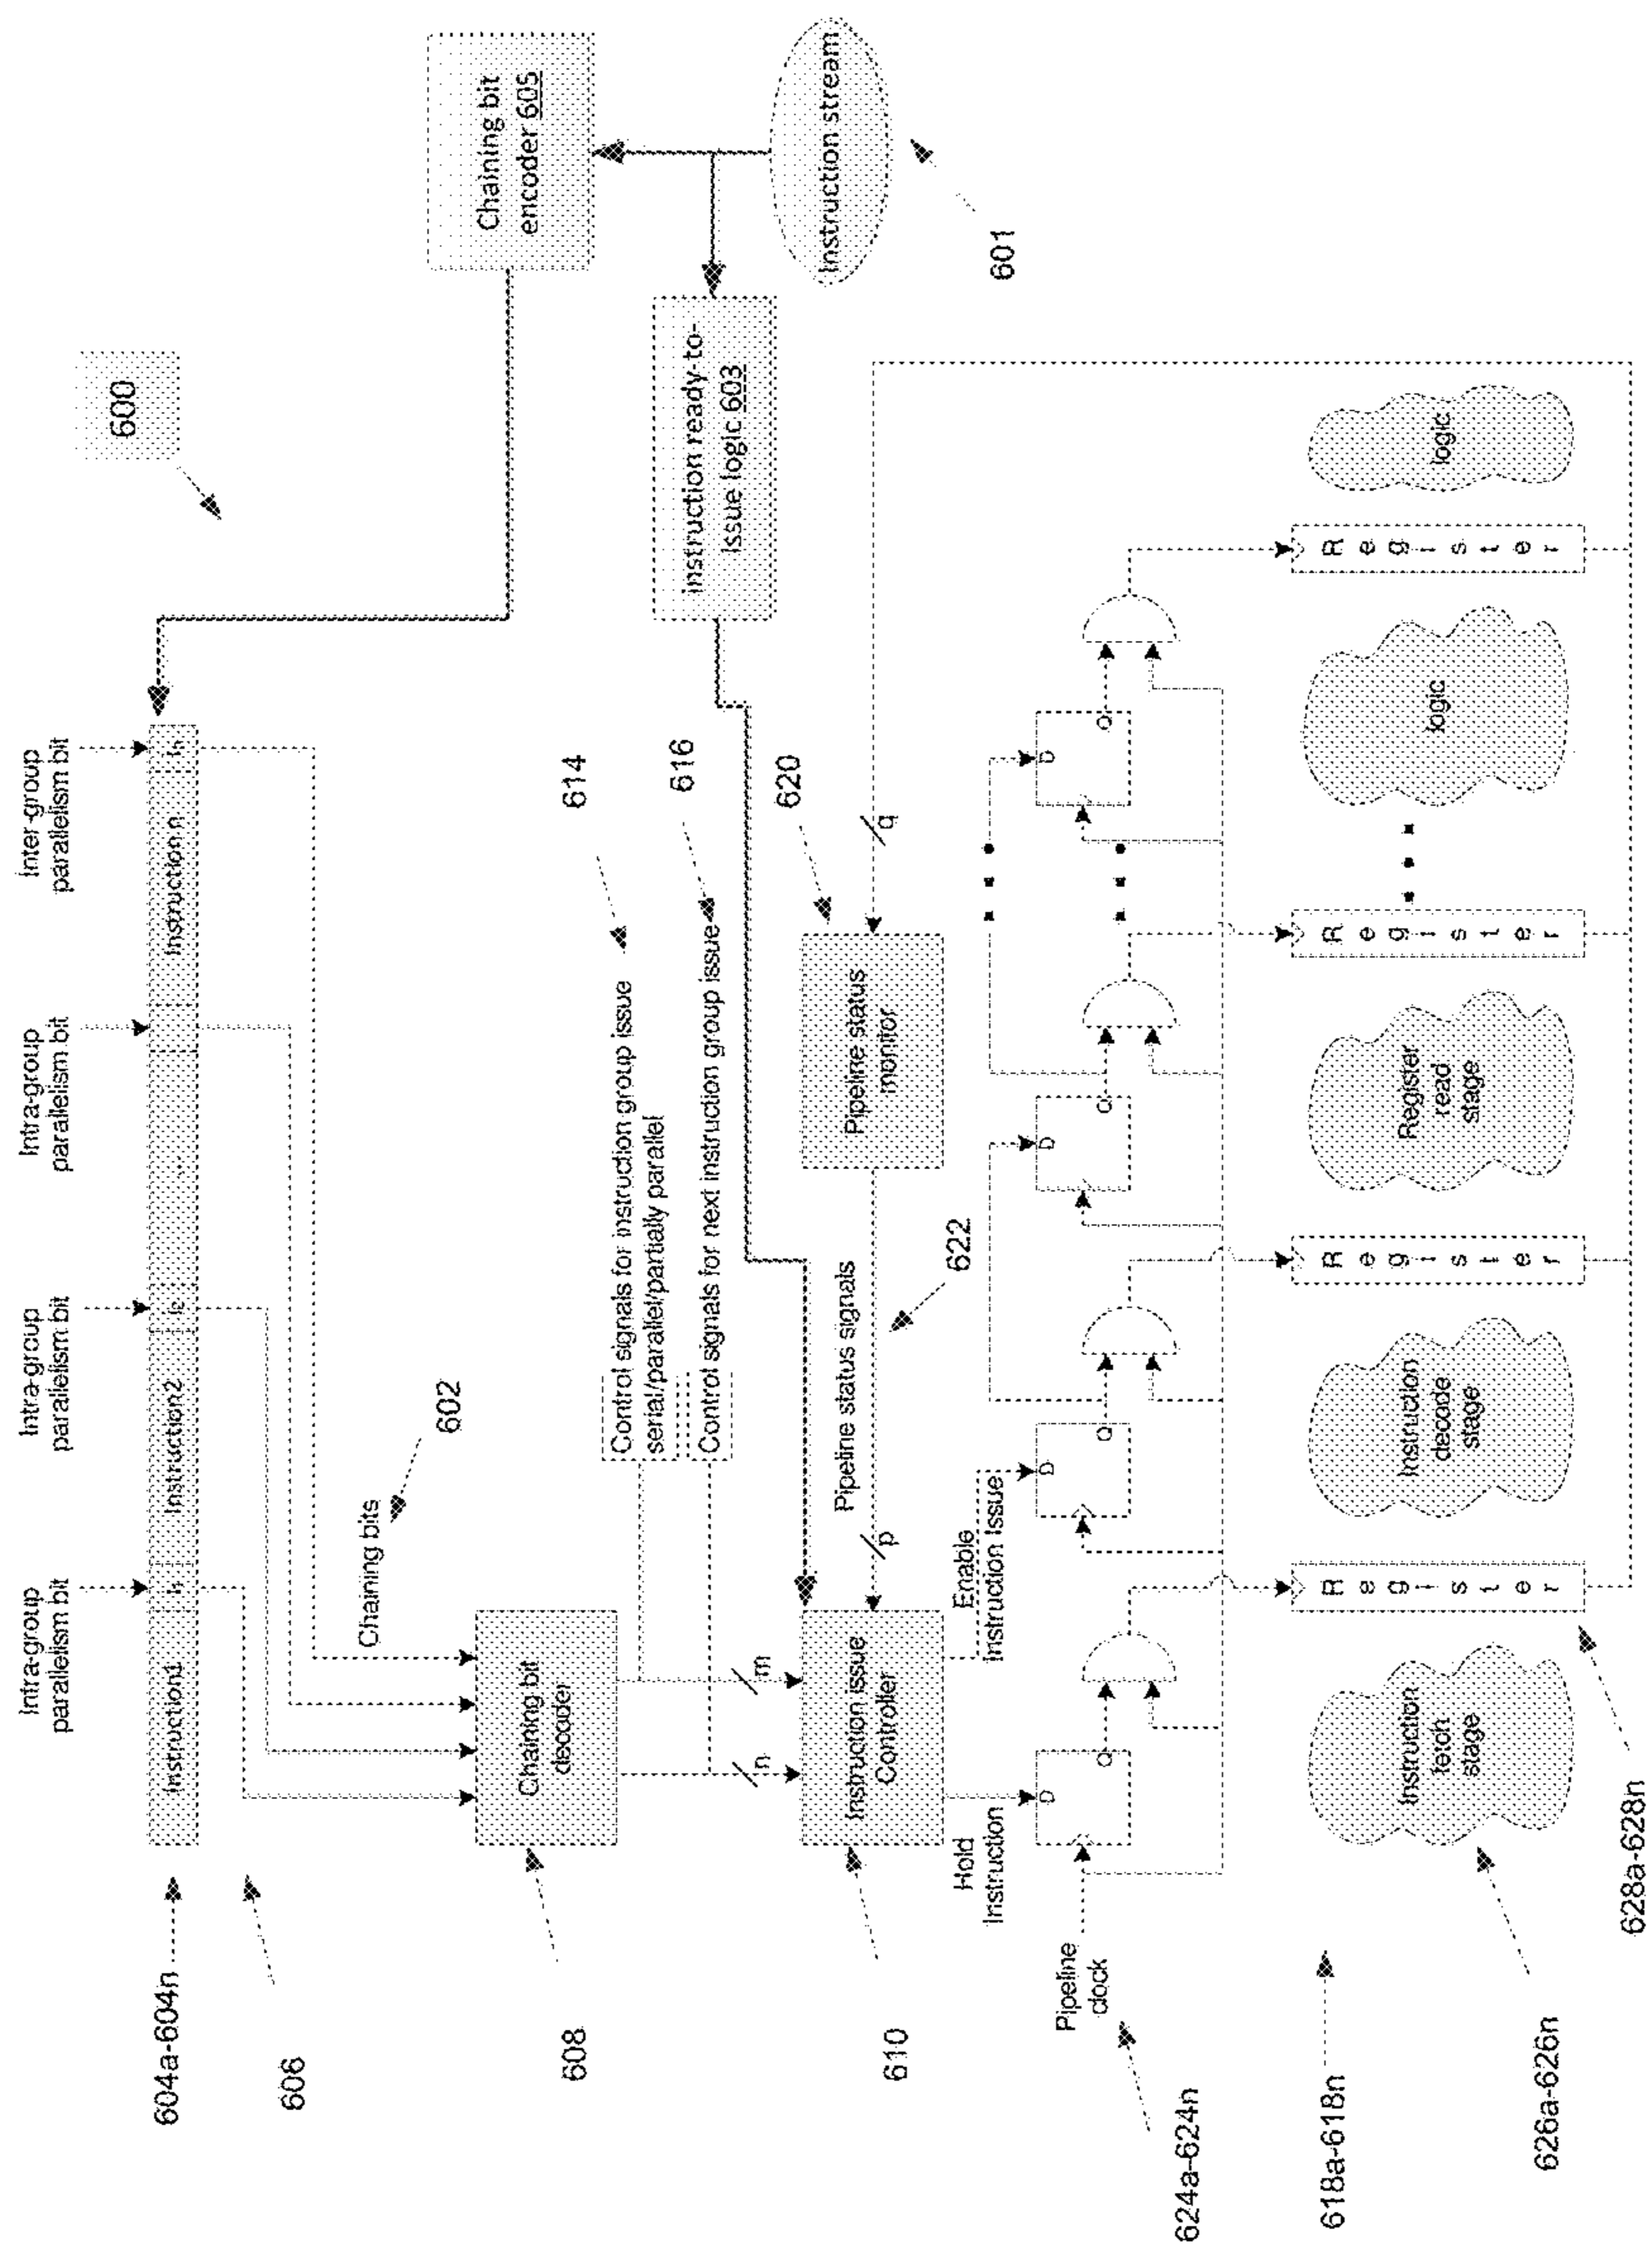 600
Inter-group
parallelism bit
Intra-group
parallelism bit
Intra-group
parallelism bit
Intra-group
parallelism bit
Instruction1
Instruction2
...
Instruction n
604a-604n
606
Chaining bits
602
Chaining bit
encoder 605
Instruction stream
601
instruction ready-to-
issue logic 603
Chaining bit
decoder
608
Control signals for instruction group issue
serial/parallel/partially parallel
614
Control signals for next instruction group issue
616
n
m
Instruction issue
Controller
610
Pipeline status signals
622
p
Pipeline status
monitor
620
q
Hold
Instruction
Enable
Instruction Issue
Pipeline
clock
624a-624n
D
Q
D
Q
D
Q
D
Q
618a-618n
Instruction
fetch
stage
Register
Instruction
decode
stage
Register
Register
read
stage
Register
logic
Register
logic
626a-626n
628a-628n